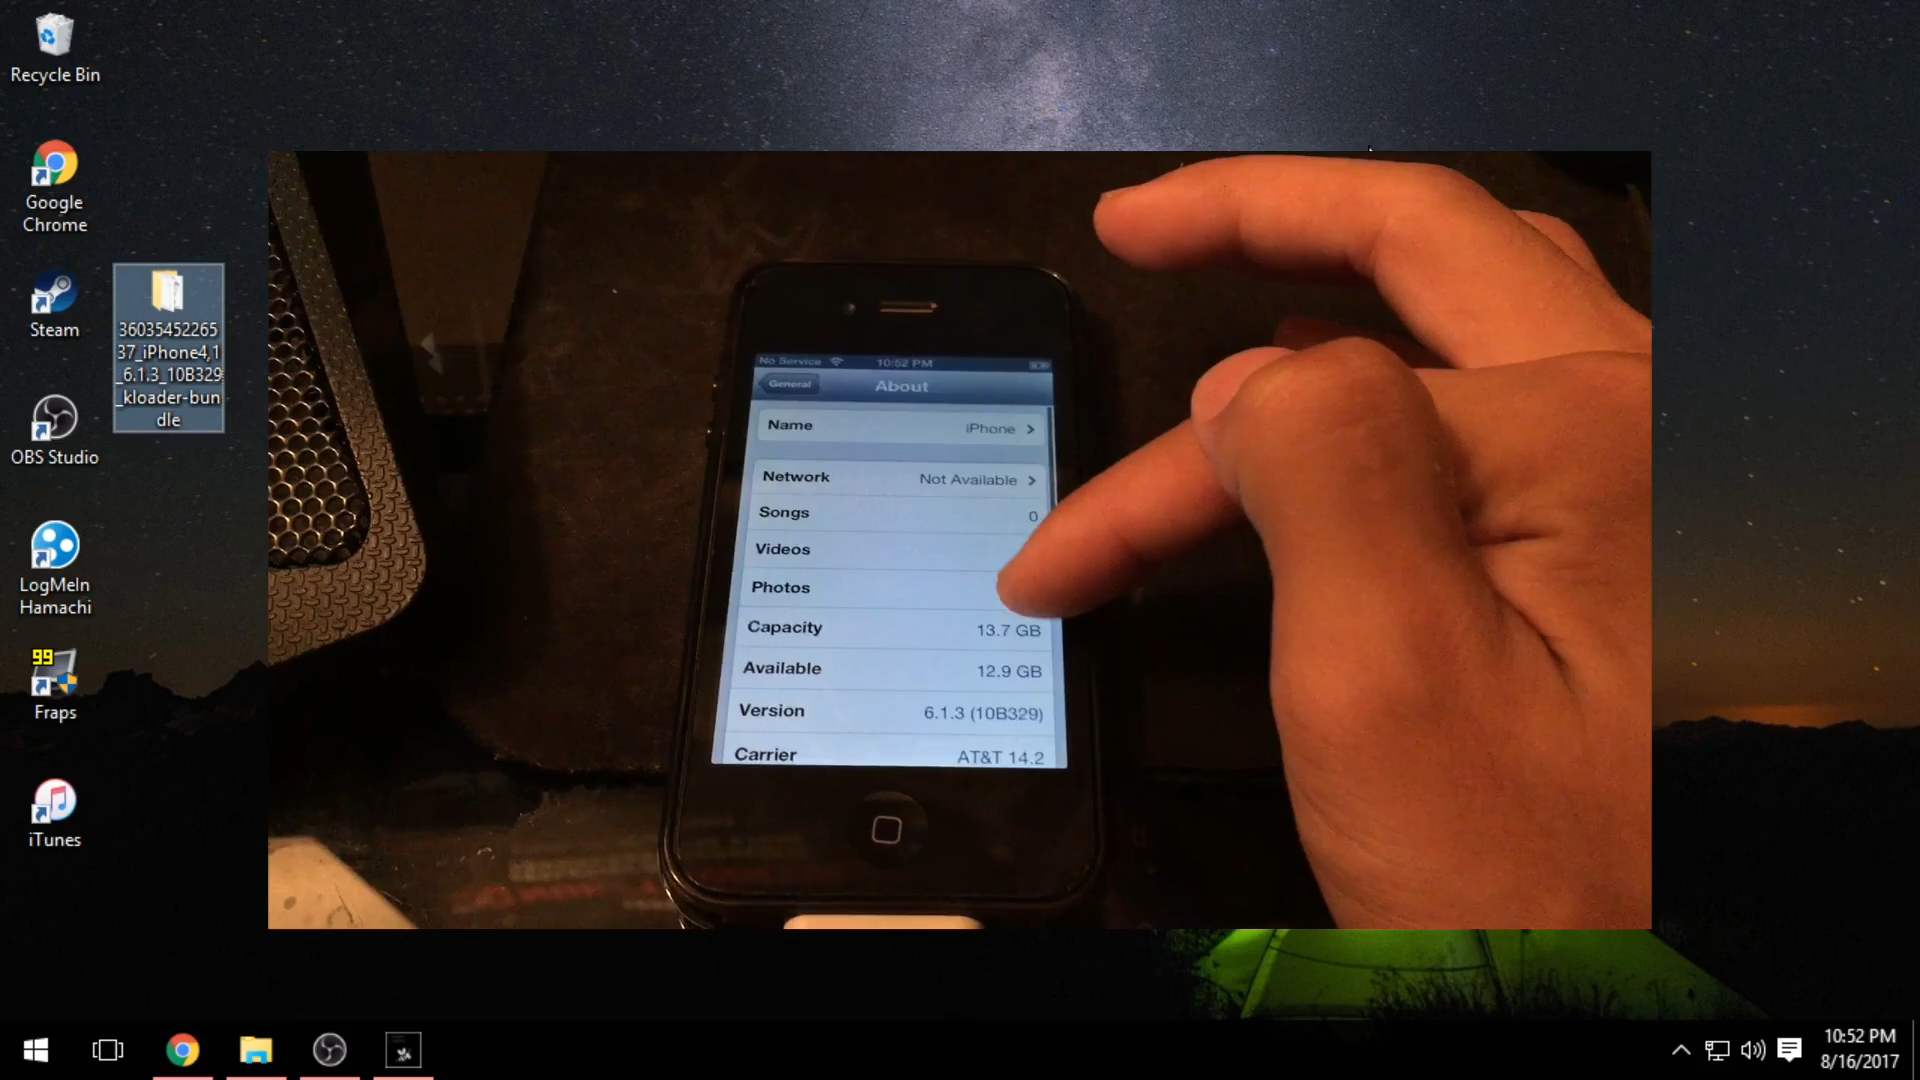 Recycle Bin
Google
Chrome
Steam
36035452265
37_iPhone4,1
_6.1.3_10B329
_kloader-bun
dle
OBS Studio
LogMeIn
Hamachi
99
Fraps
iTunes
No Service 10:52 PM
General About
Name iPhone
Network Not Available
Songs 0
Videos
Photos
Capacity 13.7 GB
Available 12.9 GB
Version 6.1.3 (10B329)
Carrier AT&T 14.2
10:52 PM
8/16/2017